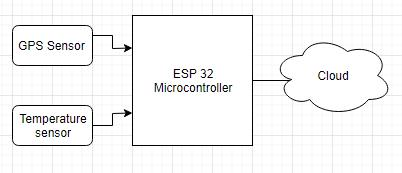 GPS Sensor
ESP 32
Microcontroller
Cloud
Temperature
sensor